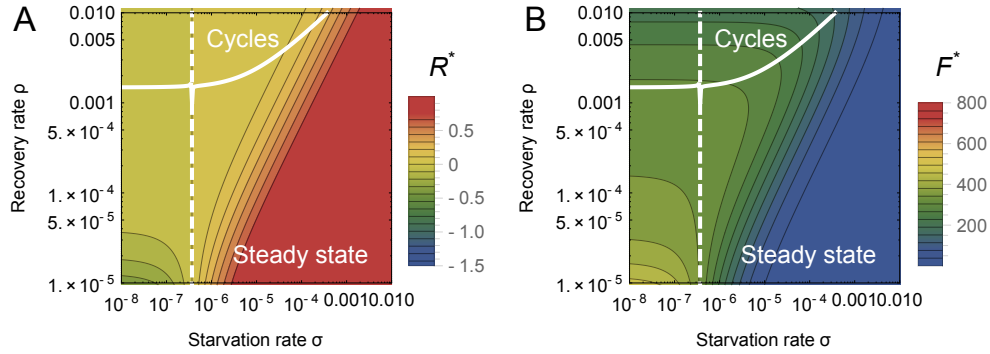 A
Recovery rate ρ
0.010
0.005
0.001
5. × 10⁻⁴
1. × 10⁻⁴
5. × 10⁻⁵
1. × 10⁻⁵
Cycles
Steady state
10⁻⁸ 10⁻⁷ 10⁻⁶ 10⁻⁵ 10⁻⁴ 0.001 0.010
Starvation rate σ
R*
0.5
0
- 0.5
- 1.0
- 1.5
B
Recovery rate ρ
0.010
0.005
0.001
5. × 10⁻⁴
1. × 10⁻⁴
5. × 10⁻⁵
1. × 10⁻⁵
Cycles
Steady state
10⁻⁸ 10⁻⁷ 10⁻⁶ 10⁻⁵ 10⁻⁴ 0.001 0.010
Starvation rate σ
F*
800
600
400
200